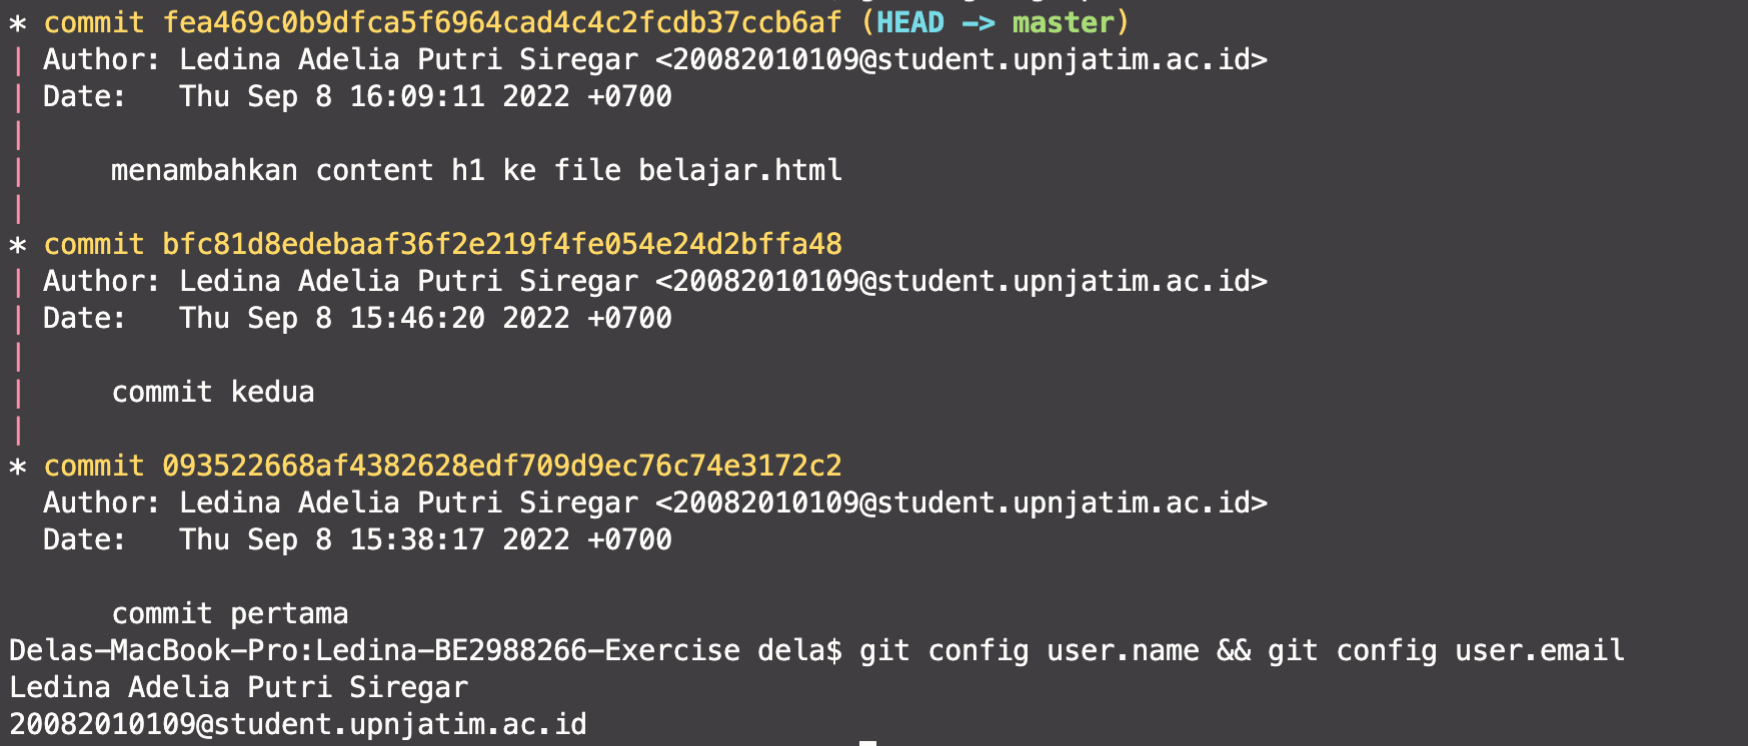 * commit fea469c0b9dfca5f6964cad4c4c2fcdb37ccb6af (HEAD -> master)
| Author: Ledina Adelia Putri Siregar <20082010109@student.upnjatim.ac.id>
| Date:   Thu Sep 8 16:09:11 2022 +0700
|
|     menambahkan content h1 ke file belajar.html
|
* commit bfc81d8edebaaf36f2e219f4fe054e24d2bffa48
| Author: Ledina Adelia Putri Siregar <20082010109@student.upnjatim.ac.id>
| Date:   Thu Sep 8 15:46:20 2022 +0700
|
|     commit kedua
|
* commit 093522668af4382628edf709d9ec76c74e3172c2
  Author: Ledina Adelia Putri Siregar <20082010109@student.upnjatim.ac.id>
  Date:   Thu Sep 8 15:38:17 2022 +0700

      commit pertama
Delas-MacBook-Pro:Ledina-BE2988266-Exercise dela$ git config user.name && git config user.email
Ledina Adelia Putri Siregar
20082010109@student.upnjatim.ac.id